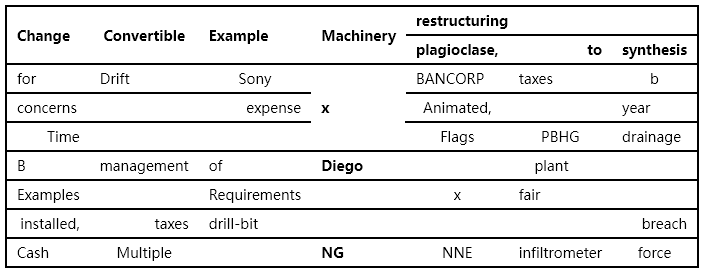 Change Convertible Example Machinery restructuring
plagioclase, to synthesis
for Drift Sony BANCORP taxes b
concerns expense x Animated, year
Time Flags PBHG drainage
B management of Diego plant
Examples Requirements x fair
installed, taxes drill-bit breach
Cash Multiple NG NNE infiltrometer force